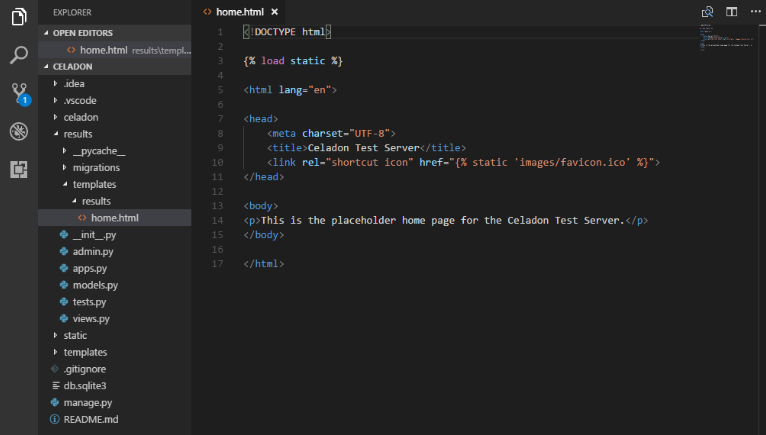 EXPLORER
OPEN EDITORS
home.html results\templ...
CELADON
.idea
.vscode
celadon
results
__pycache__
migrations
templates
results
home.html
__init__.py
admin.py
apps.py
models.py
tests.py
views.py
static
templates
.gitignore
db.sqlite3
manage.py
README.md
1
home.html
1 <!DOCTYPE html>
2
3 {% load static %}
4
5 <html lang="en">
6
7 <head>
8 <meta charset="UTF-8">
9 <title>Celadon Test Server</title>
10 <link rel="shortcut icon" href="{% static 'images/favicon.ico' %}">
11 </head>
12
13 <body>
14 <p>This is the placeholder home page for the Celadon Test Server.</p>
15 </body>
16
17 </html>